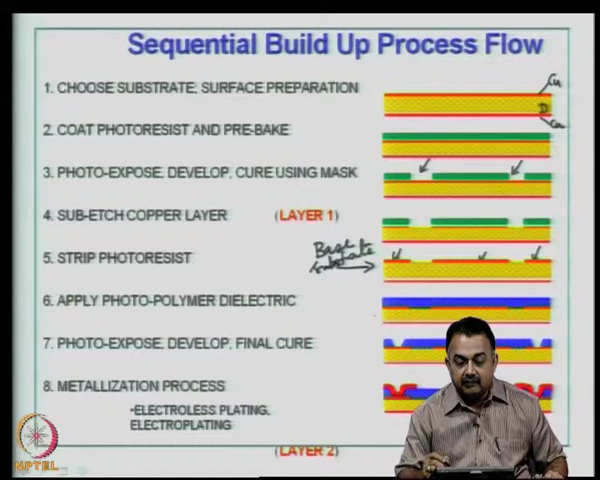 Sequential Build Up Process Flow
1. CHOOSE SUBSTRATE; SURFACE PREPARATION
Cu
D
Cu
2. COAT PHOTORESIST AND PRE-BAKE
3. PHOTO-EXPOSE, DEVELOP, CURE USING MASK
4. SUB-ETCH COPPER LAYER (LAYER 1)
Base
Substrate
5. STRIP PHOTORESIST
6. APPLY PHOTO-POLYMER DIELECTRIC
7. PHOTO-EXPOSE, DEVELOP, FINAL CURE
8. METALLIZATION PROCESS
•ELECTROLESS PLATING,
ELECTROPLATING
(LAYER 2)
NPTEL